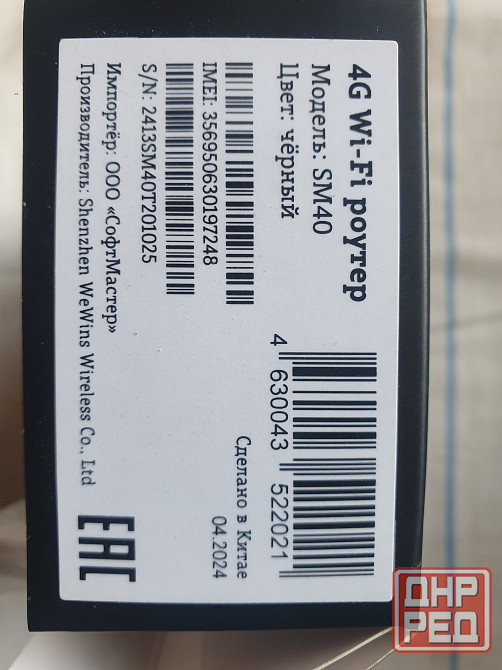 4G Wi-Fi роутер
Модель: SM40
Цвет: чёрный
4 630043 522021
IMEI: 356950630197248
Сделано в Китае
04.2024
S/N: 2413SM40T201025
Импортёр: ООО «СофтМастер»
Производитель: Shenzhen WeWins Wireless Co., Ltd
EAC
ДНР
РЕД